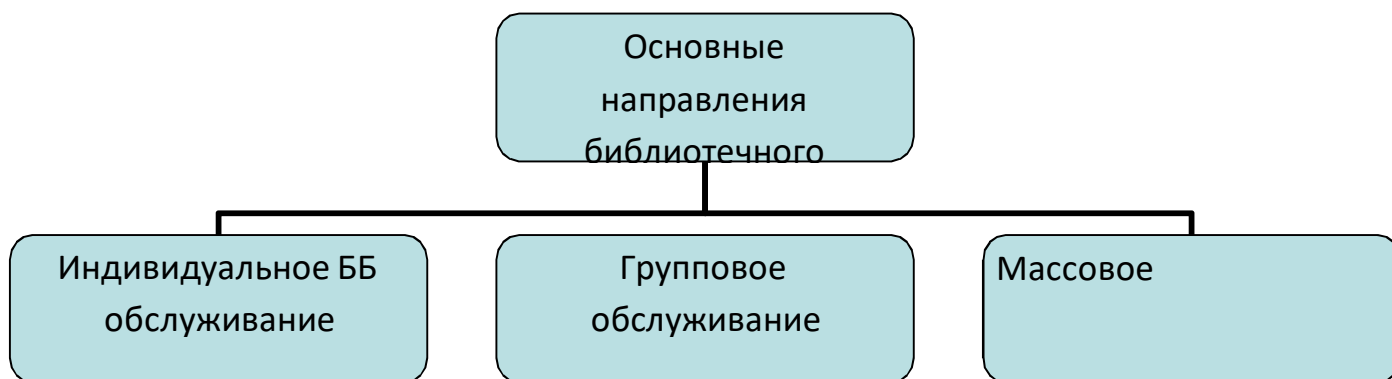 Основные
направления
библиотечного
Индивидуальное ББ
обслуживание
Групповое
обслуживание
Массовое